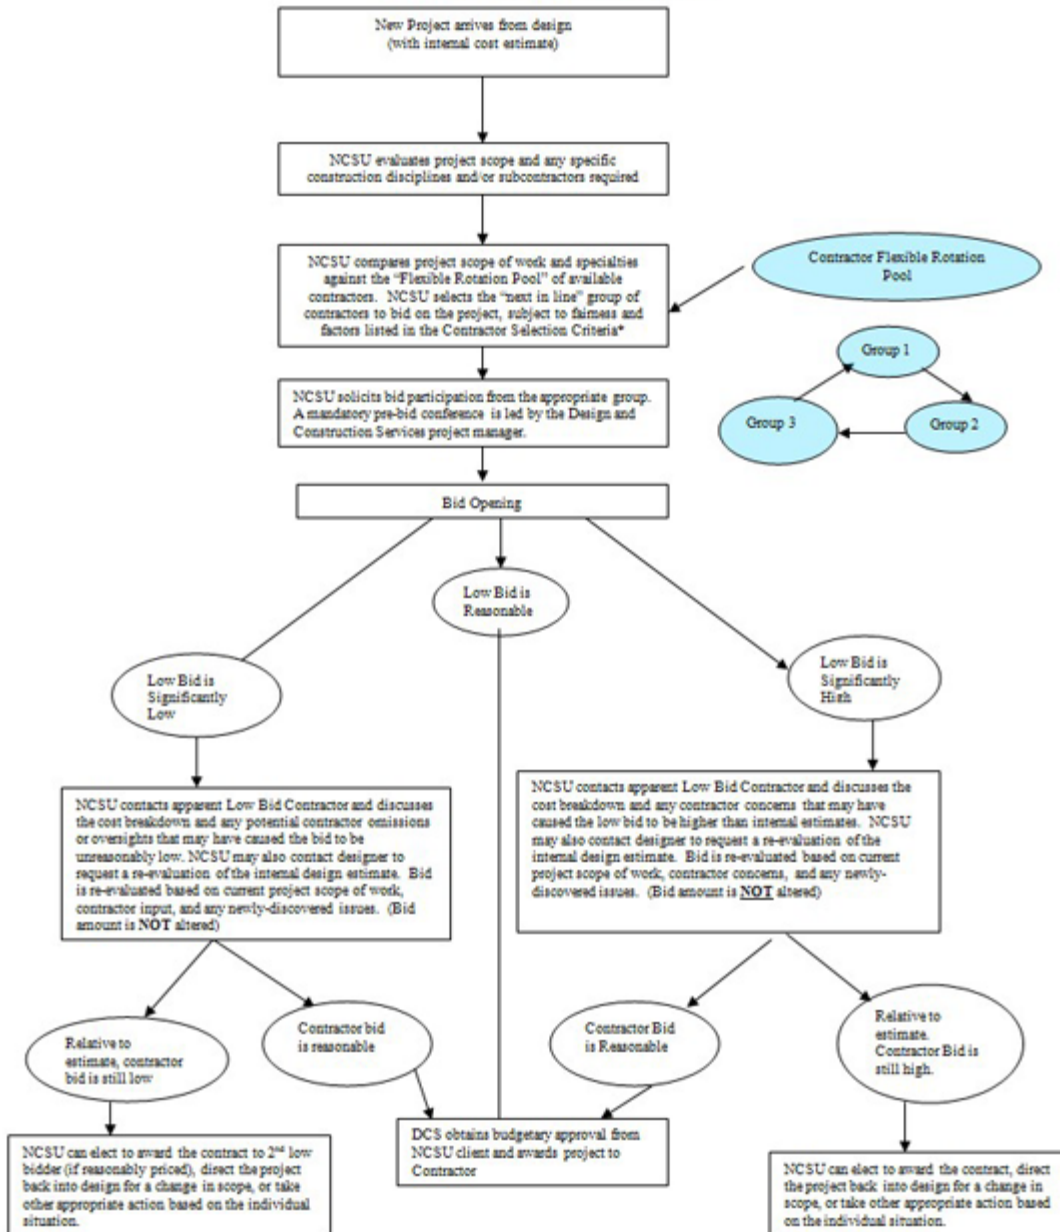 New Project arrives from design
(with internal cost estimate)
NCSU evaluates project scope and any specific
construction disciplines and/or subcontractors required
NCSU compares project scope of work and specialties
against the “Flexible Rotation Pool” of available
contractors. NCSU selects the “next in line” group of
contractors to bid on the project, subject to fairness and
factors listed in the Contractor Selection Criteria*
Contractor Flexible Rotation
Pool
Group 1
Group 3
Group 2
NCSU solicits bid participation from the appropriate group.
A mandatory pre-bid conference is led by the Design and
Construction Services project manager.
Bid Opening
Low Bid is
Reasonable
Low Bid is
Significantly
Low
Low Bid is
Significantly
High
NCSU contacts apparent Low Bid Contractor and discusses
the cost breakdown and any potential contractor omissions
or oversights that may have caused the bid to be
unreasonably low. NCSU may also contact designer to
request a re-evaluation of the internal design estimate. Bid
is re-evaluated based on current project scope of work,
contractor input, and any newly-discovered issues. (Bid
amount is NOT altered)
NCSU contacts apparent Low Bid Contractor and discusses the
cost breakdown and any contractor concerns that may have
caused the low bid to be higher than internal estimates. NCSU
may also contact designer to request a re-evaluation of the
internal design estimate. Bid is re-evaluated based on current
project scope of work, contractor concerns, and any newly-
discovered issues. (Bid amount is NOT altered)
Relative to
estimate, contractor
bid is still low
Contractor bid
is reasonable
Contractor Bid
is Reasonable
Relative to
estimate.
Contractor Bid is
still high.
NCSU can elect to award the contract to 2nd low
bidder (if reasonably priced), direct the project
back into design for a change in scope, or take
other appropriate action based on the individual
situation.
DCS obtains budgetary approval from
NCSU client and awards project to
Contractor
NCSU can elect to award the contract, direct
the project back into design for a change in
scope, or take other appropriate action based
on the individual situation.